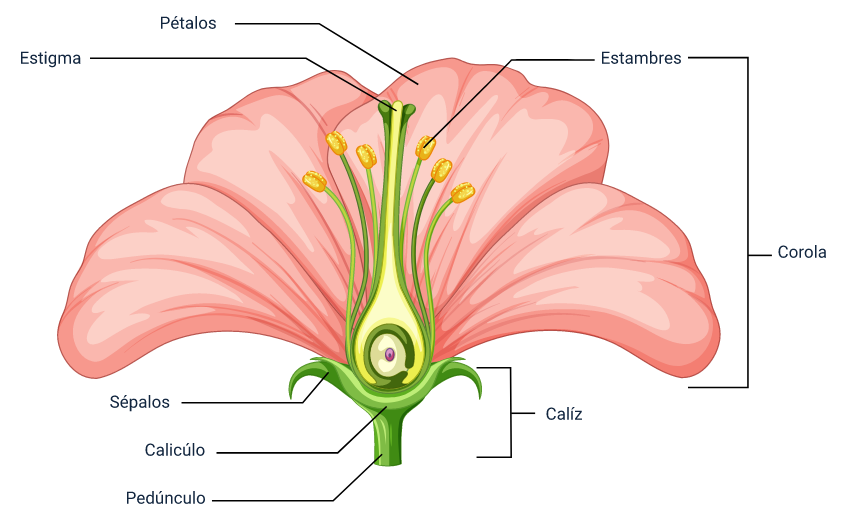 Pétalos
Estigma
Estambres
Corola
Sépalos
Calíz
Calicúlo
Pedúnculo